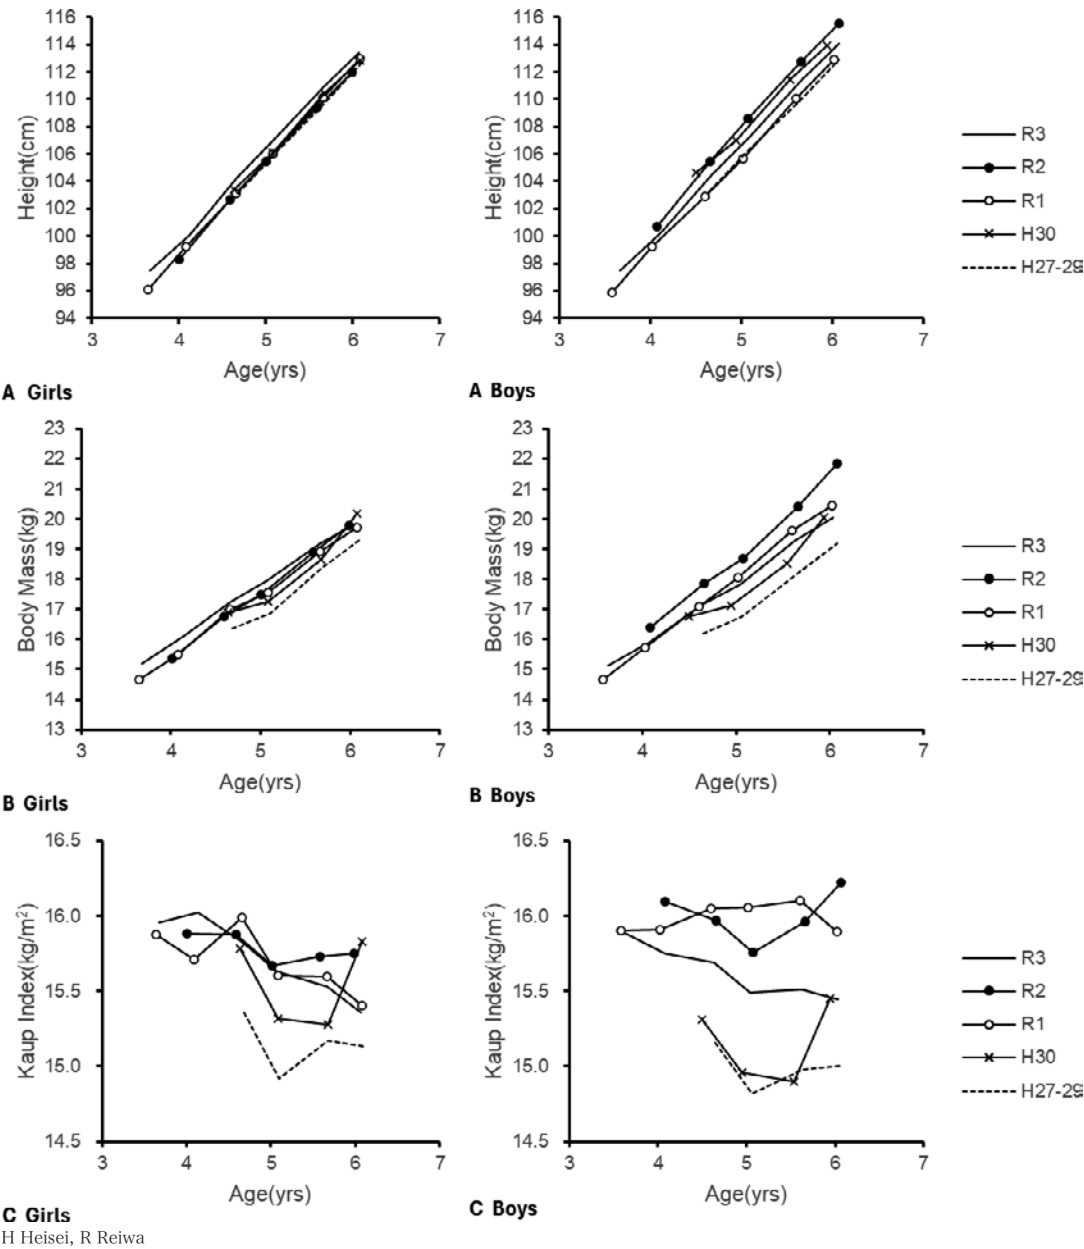 116
114
112
110
108
106
104
102
100
98
96
94
Height(cm)
3 4 5 6 7
Age(yrs)
A Girls
116
114
112
110
108
106
104
102
100
98
96
94
Height(cm)
3 4 5 6 7
Age(yrs)
A Boys
R3
R2
R1
H30
H27-29
23
22
21
20
19
18
17
16
15
14
13
Body Mass(kg)
3 4 5 6 7
Age(yrs)
B Girls
23
22
21
20
19
18
17
16
15
14
13
Body Mass(kg)
3 4 5 6 7
Age(yrs)
B Boys
R3
R2
R1
H30
H27-29
16.5
16.0
15.5
15.0
14.5
Kaup Index(kg/m²)
3 4 5 6 7
Age(yrs)
C Girls
16.5
16.0
15.5
15.0
14.5
Kaup Index(kg/m²)
3 4 5 6 7
Age(yrs)
C Boys
R3
R2
R1
H30
H27-29
H Heisei, R Reiwa